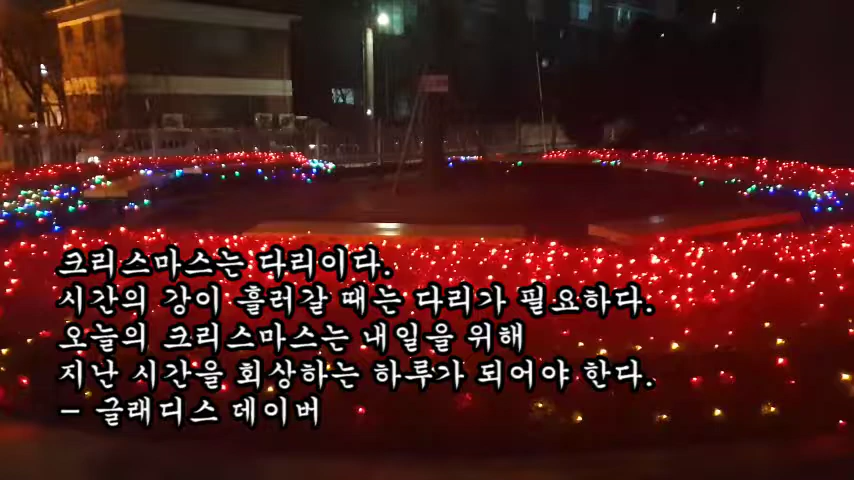 크리스마스는 다리이다.
시간의 강이 흘러갈 때는 다리가 필요하다.
오늘의 크리스마스는 내일을 위해
지난 시간을 회상하는 하루가 되어야 한다.
- 글래디스 데이버